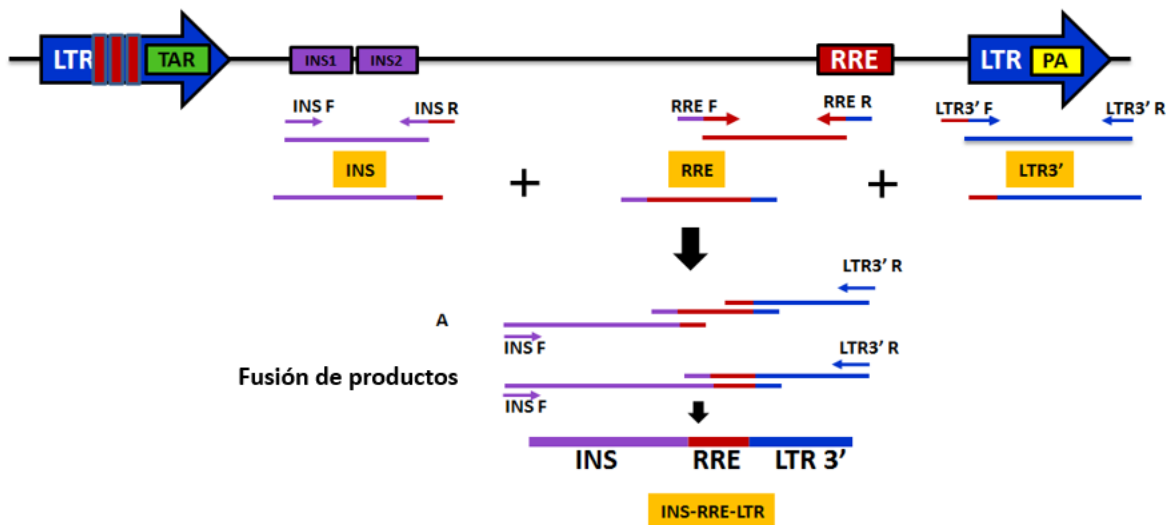 LTR TAR INS1 INS2 RRE LTR PA
INS F INS R RRE F RRE R LTR3' F LTR3' R
INS + RRE + LTR3'
LTR3' R
A
INS F
LTR3' R
Fusión de productos
INS F
INS RRE LTR 3'
INS-RRE-LTR